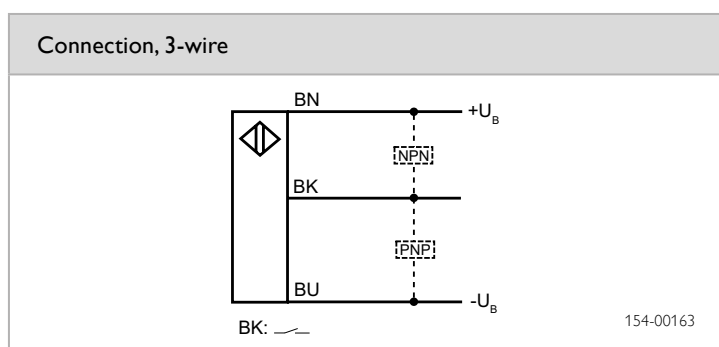 Connection, 3-wire
BN
+U_B
NPN
BK
PNP
BU
-U_B
BK:
154-00163